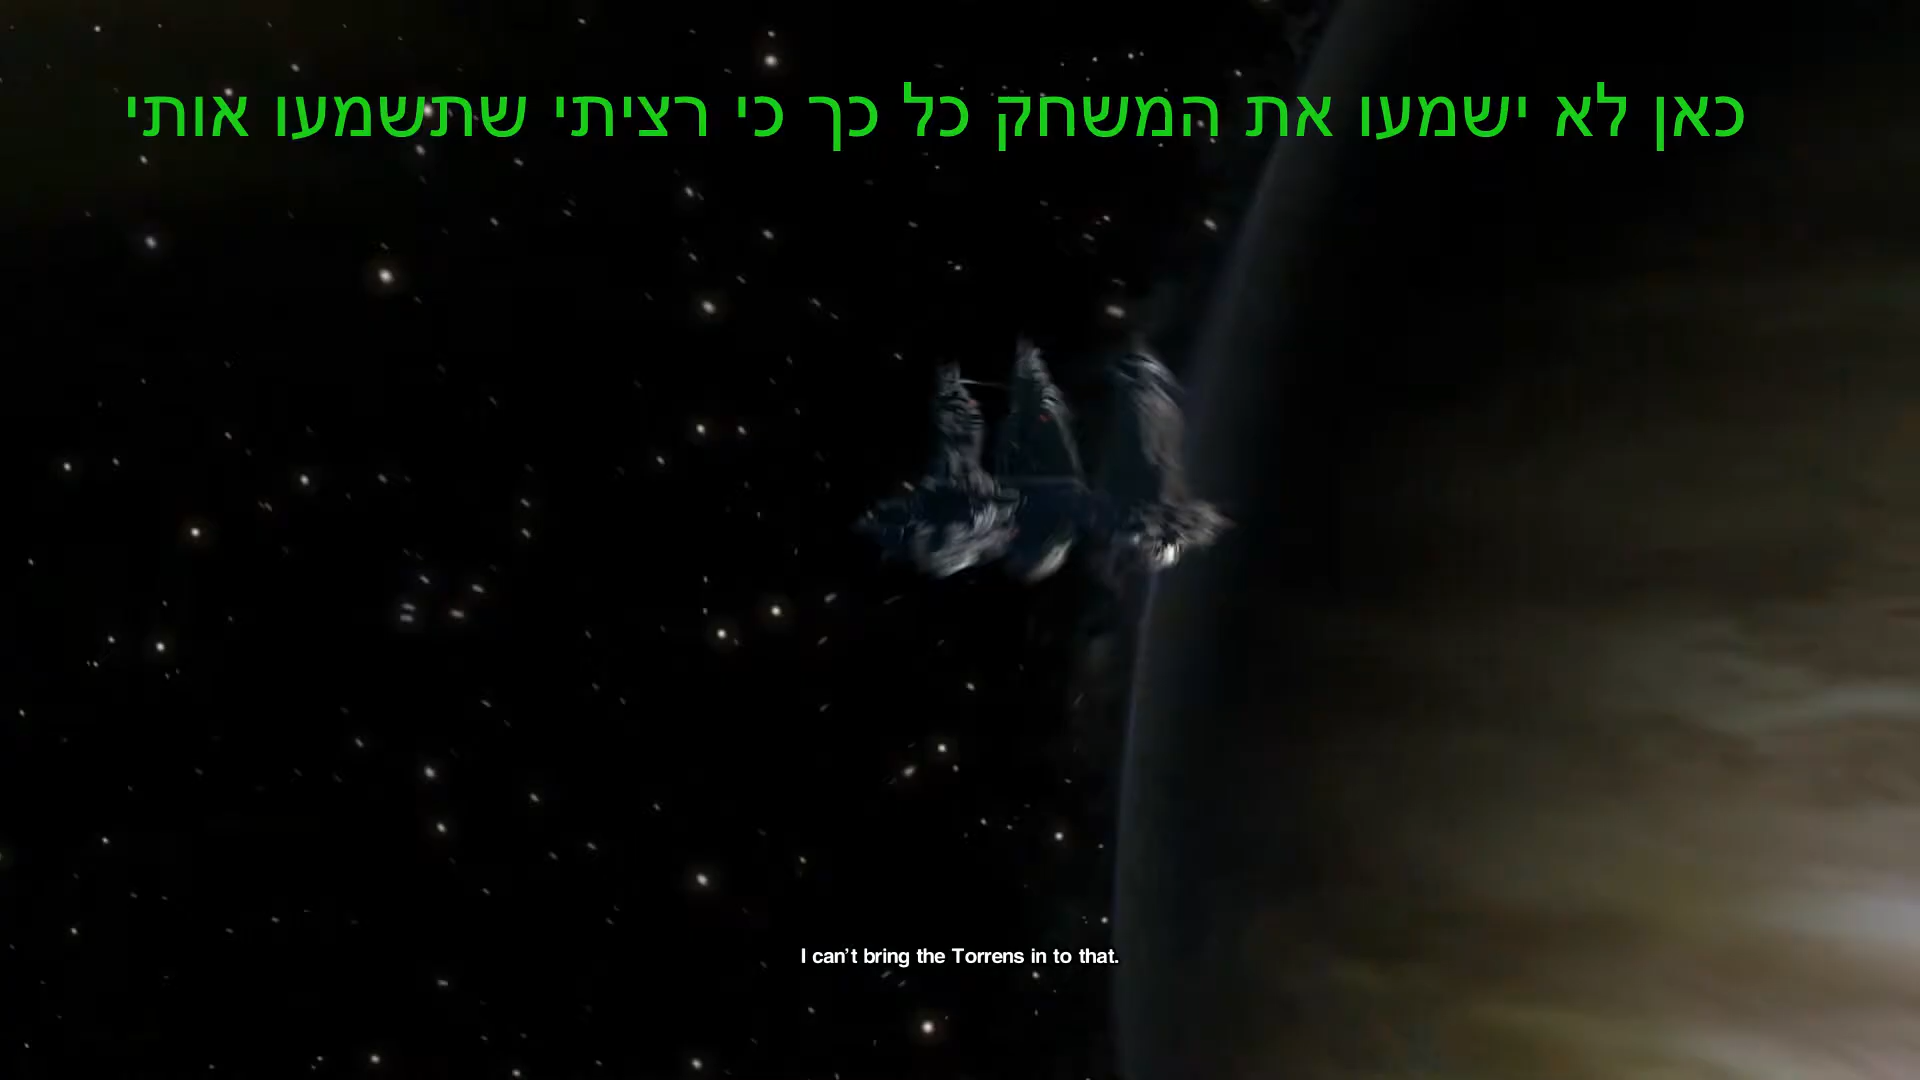 כאן לא ישמעו את המשחק כל כך כי רציתי שתשמעו אותי
I can't bring the Torrens in to that.